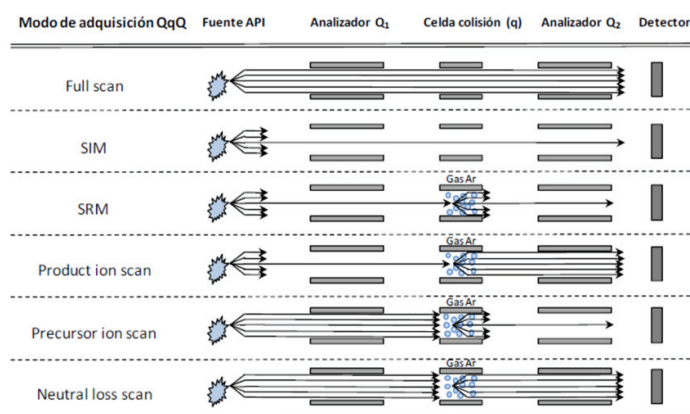 Modo de adquisición QqQ Fuente API Analizador Q₁ Celda colisión (q) Analizador Q₂ Detector
Full scan
SIM
Gas Ar
SRM
Gas Ar
Product ion scan
Gas Ar
Precursor ion scan
Gas Ar
Neutral loss scan